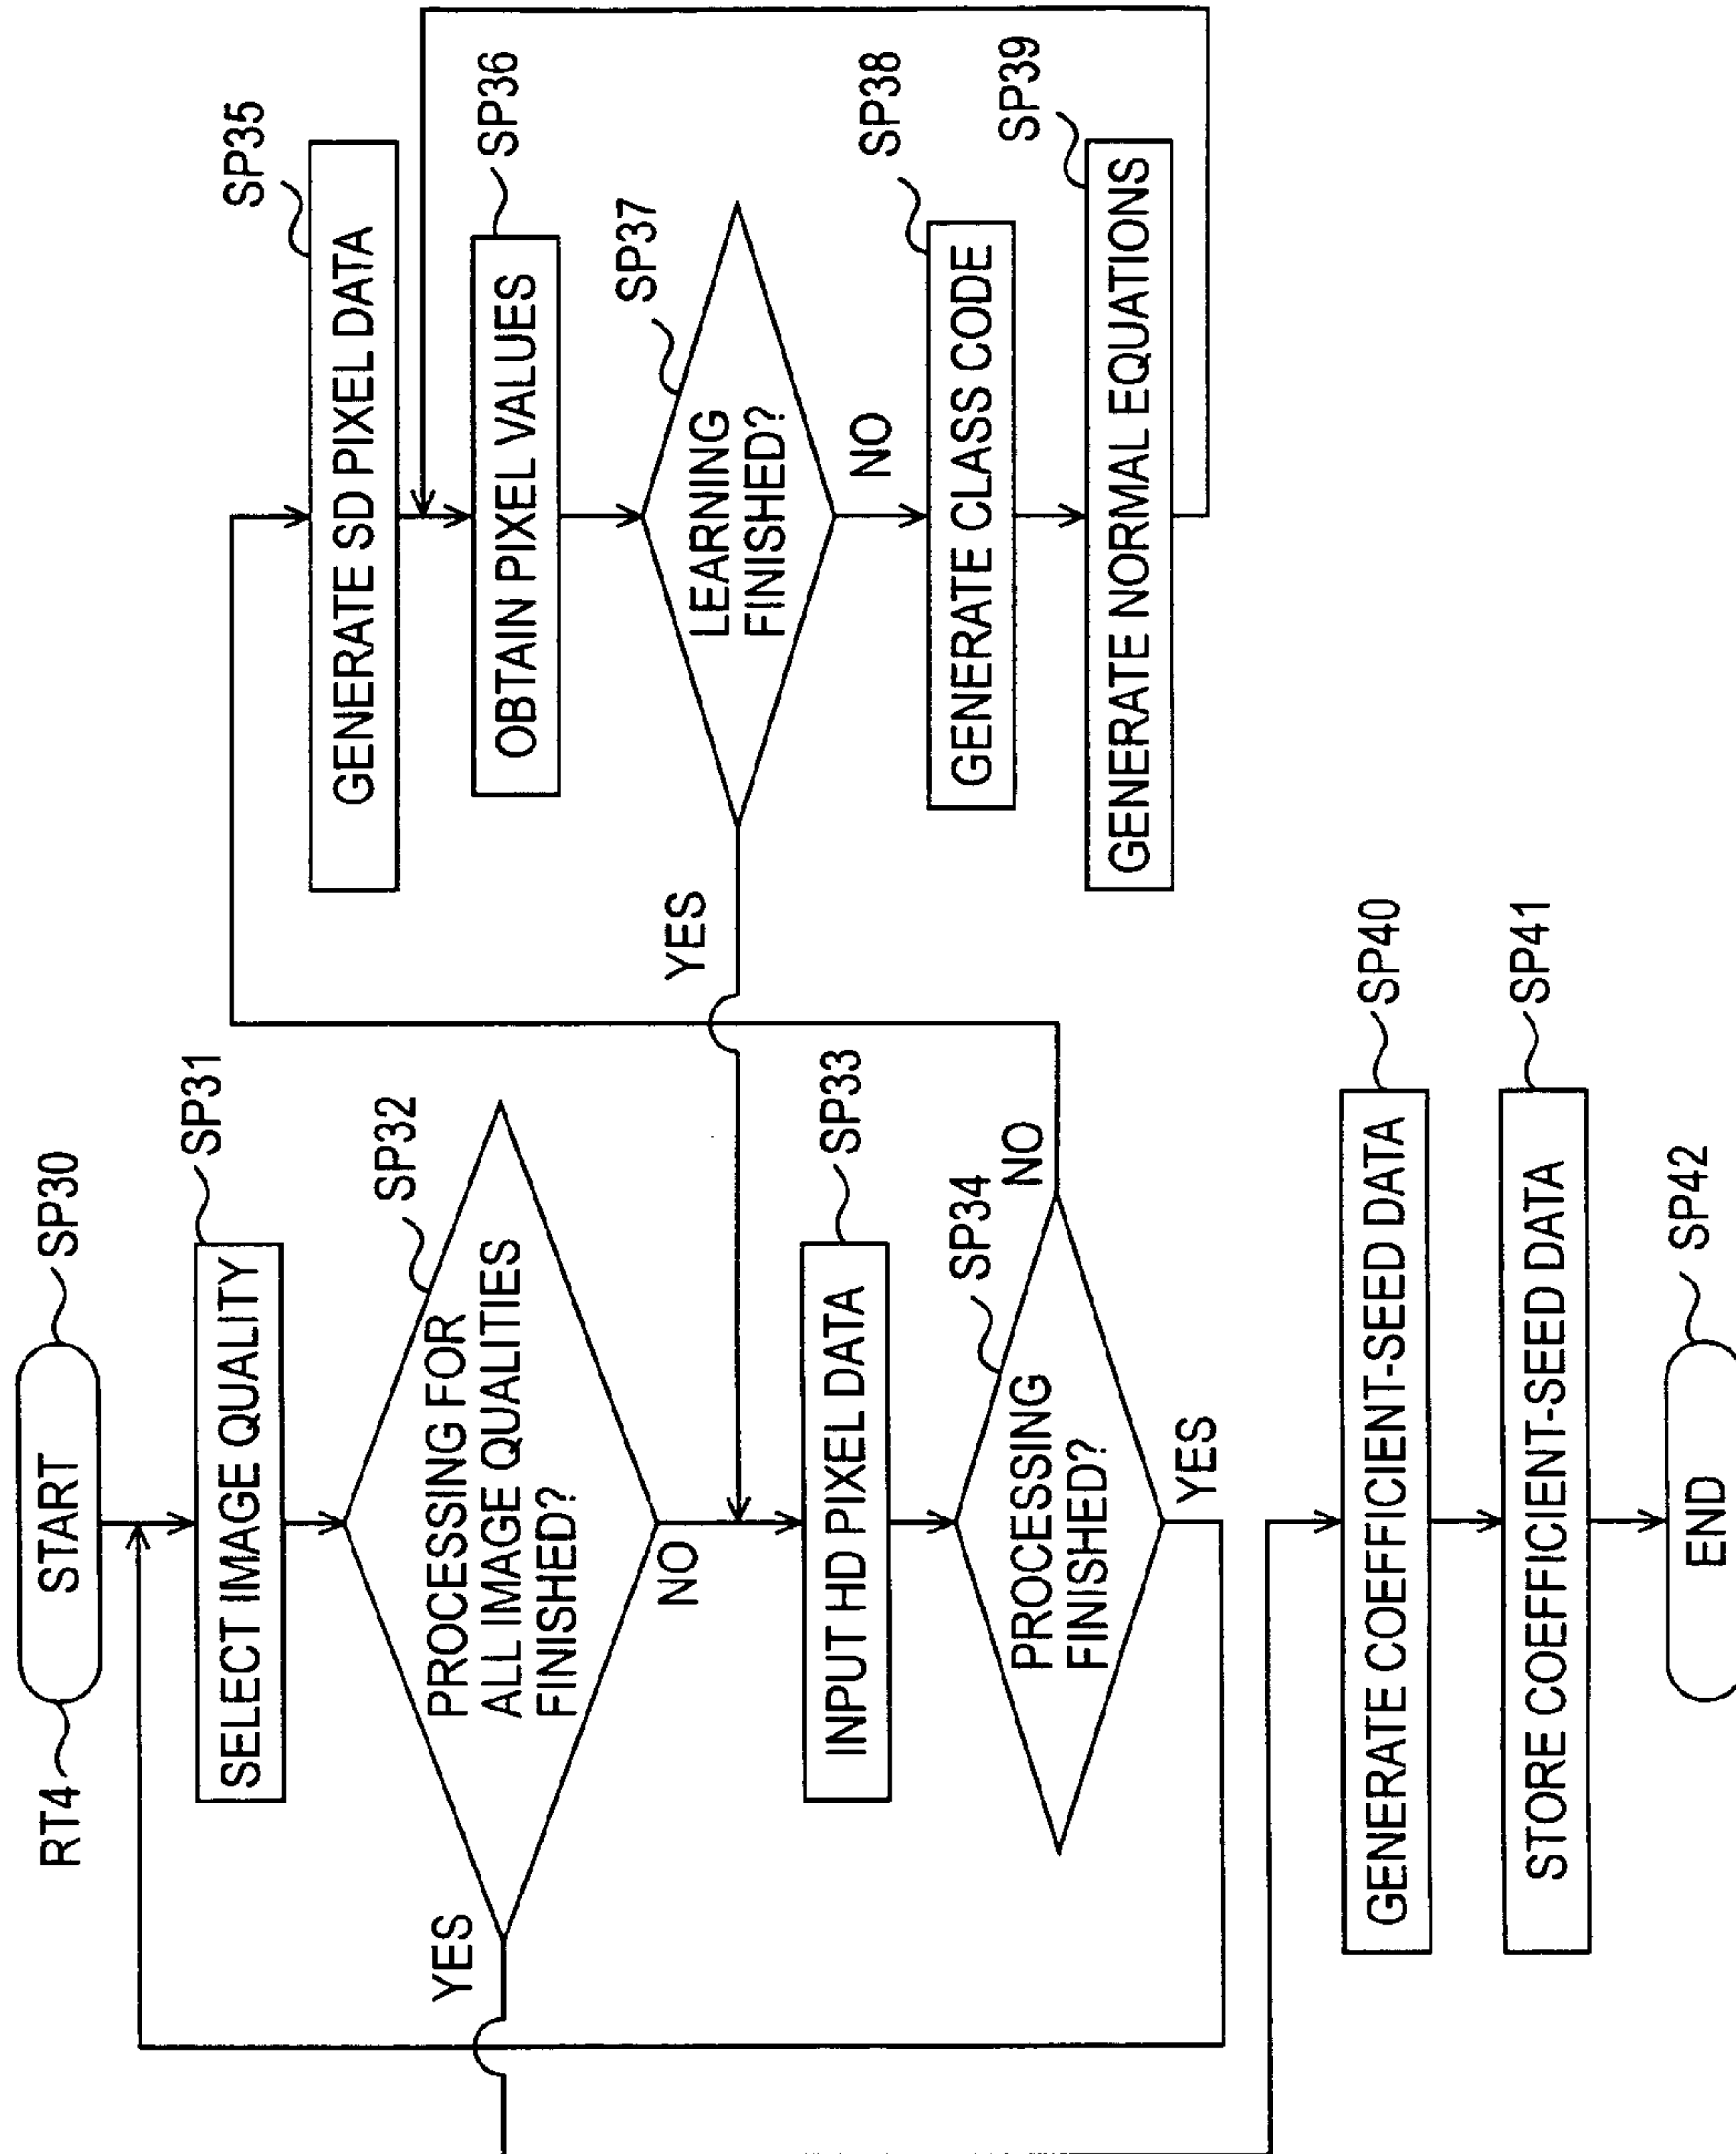 RT4
START
SP30
SELECT IMAGE QUALITY
SP31
PROCESSING FOR
ALL IMAGE QUALITIES
FINISHED?
SP32
YES
NO
INPUT HD PIXEL DATA
SP33
PROCESSING
FINISHED?
SP34
NO
YES
GENERATE SD PIXEL DATA
SP35
OBTAIN PIXEL VALUES
SP36
LEARNING
FINISHED?
SP37
YES
NO
GENERATE CLASS CODE
SP38
GENERATE NORMAL EQUATIONS
SP39
GENERATE COEFFICIENT-SEED DATA
SP40
STORE COEFFICIENT-SEED DATA
SP41
END
SP42